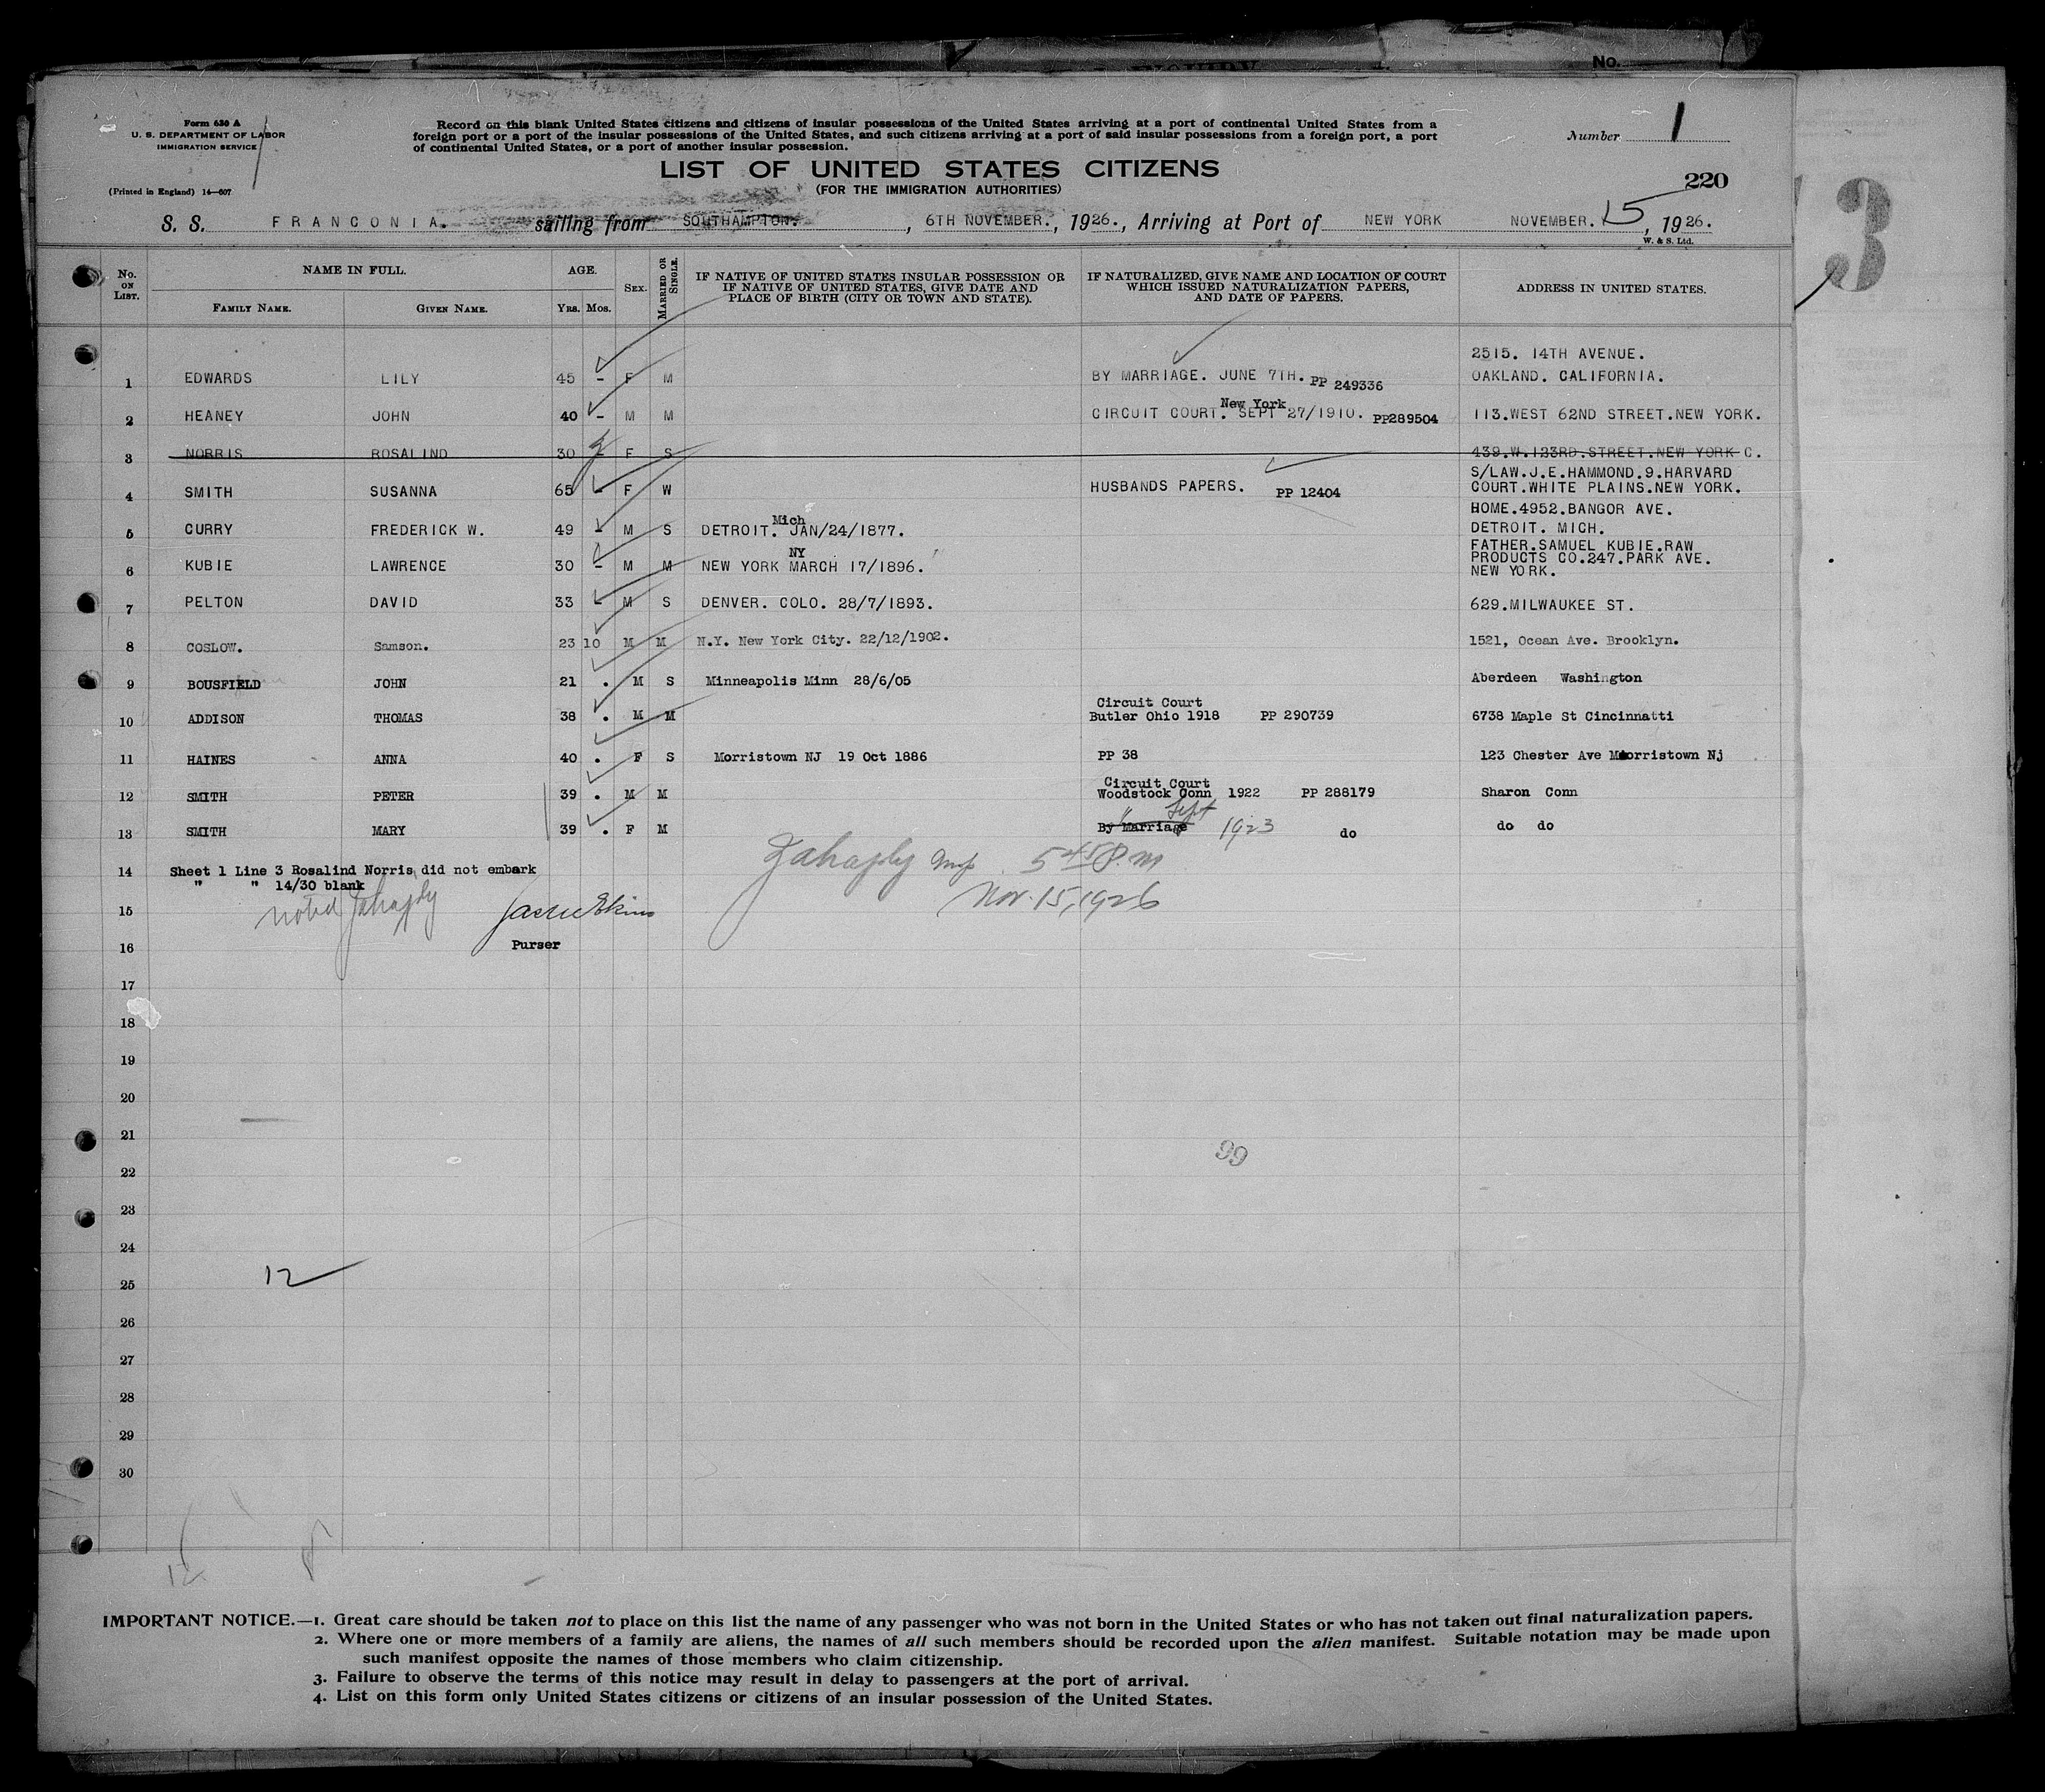 No.
Form 630 A
U. S. DEPARTMENT OF LABOR
IMMIGRATION SERVICE
(Printed in England) 14—607
Record on this blank United States citizens and citizens of insular possessions of the United States arriving at a port of continental United States from a
foreign port or a port of the insular possessions of the United States, and such citizens arriving at a port of said insular possessions from a foreign port, a port
of continental United States, or a port of another insular possession.
Number 1
LIST OF UNITED STATES CITIZENS
(FOR THE IMMIGRATION AUTHORITIES)
220
3
S. S. FRANCONIA. sailing from SOUTHAMPTON. , 6TH NOVEMBER., 1926., Arriving at Port of NEW YORK NOVEMBER. 15, 1926.
W. & S. Ltd.
No. ON LIST.
NAME IN FULL.
FAMILY NAME. GIVEN NAME.
AGE.
YRS. MOS.
SEX.
MARRIED OR SINGLE.
IF NATIVE OF UNITED STATES INSULAR POSSESSION OR
IF NATIVE OF UNITED STATES, GIVE DATE AND
PLACE OF BIRTH (CITY OR TOWN AND STATE).
IF NATURALIZED, GIVE NAME AND LOCATION OF COURT
WHICH ISSUED NATURALIZATION PAPERS,
AND DATE OF PAPERS.
ADDRESS IN UNITED STATES.
2515. 14TH AVENUE.
1 EDWARDS LILY 45 - F M BY MARRIAGE. JUNE 7TH. PP 249336 OAKLAND. CALIFORNIA.
New York
2 HEANEY JOHN 40 - M M CIRCUIT COURT. SEPT 27/1910. PP289504 113.WEST 62ND STREET.NEW YORK.
3 NORRIS ROSALIND 30 - F S 439.W.123RD.STREET.NEW YORK C.
S/LAW.J.E.HAMMOND.9.HARVARD
4 SMITH SUSANNA 65 - F W HUSBANDS PAPERS. PP 12404 COURT.WHITE PLAINS.NEW YORK.
HOME.4952.BANGOR AVE.
Mich
5 CURRY FREDERICK W. 49 - M S DETROIT. JAN/24/1877. DETROIT. MICH.
FATHER.SAMUEL KUBIE.RAW
NY
6 KUBIE LAWRENCE 30 - M M NEW YORK MARCH 17/1896. PRODUCTS CO.247.PARK AVE.
NEW YORK.
7 PELTON DAVID 33 - M S DENVER. COLO. 28/7/1893. 629.MILWAUKEE ST.
8 COSLOW. Samson. 23 10 M M N.Y. New York City. 22/12/1902. 1521, Ocean Ave. Brooklyn.
9 BOUSFIELD JOHN 21 . M S Minneapolis Minn 28/6/05 Aberdeen Washington
Circuit Court
10 ADDISON THOMAS 38 . M M Butler Ohio 1918 PP 290739 6738 Maple St Cincinnatti
11 HAINES ANNA 40 . F S Morristown NJ 19 Oct 1886 PP 38 123 Chester Ave Morristown Nj
Circuit Court
12 SMITH PETER 39 . M M Woodstock Conn 1922 PP 288179 Sharon Conn
" Sept
13 SMITH MARY 39 . F M By Marriage 1923 do do do
14 Sheet 1 Line 3 Rosalind Norris did not embark
" " 14/30 blank
noted
5 45 P. m
Nov. 15, 1926
15
16 Purser
17
18
19
20
21
99
22
23
24
12
25
26
27
28
29
30
12
IMPORTANT NOTICE.—1. Great care should be taken not to place on this list the name of any passenger who was not born in the United States or who has not taken out final naturalization papers.
2. Where one or more members of a family are aliens, the names of all such members should be recorded upon the alien manifest. Suitable notation may be made upon
such manifest opposite the names of those members who claim citizenship.
3. Failure to observe the terms of this notice may result in delay to passengers at the port of arrival.
4. List on this form only United States citizens or citizens of an insular possession of the United States.